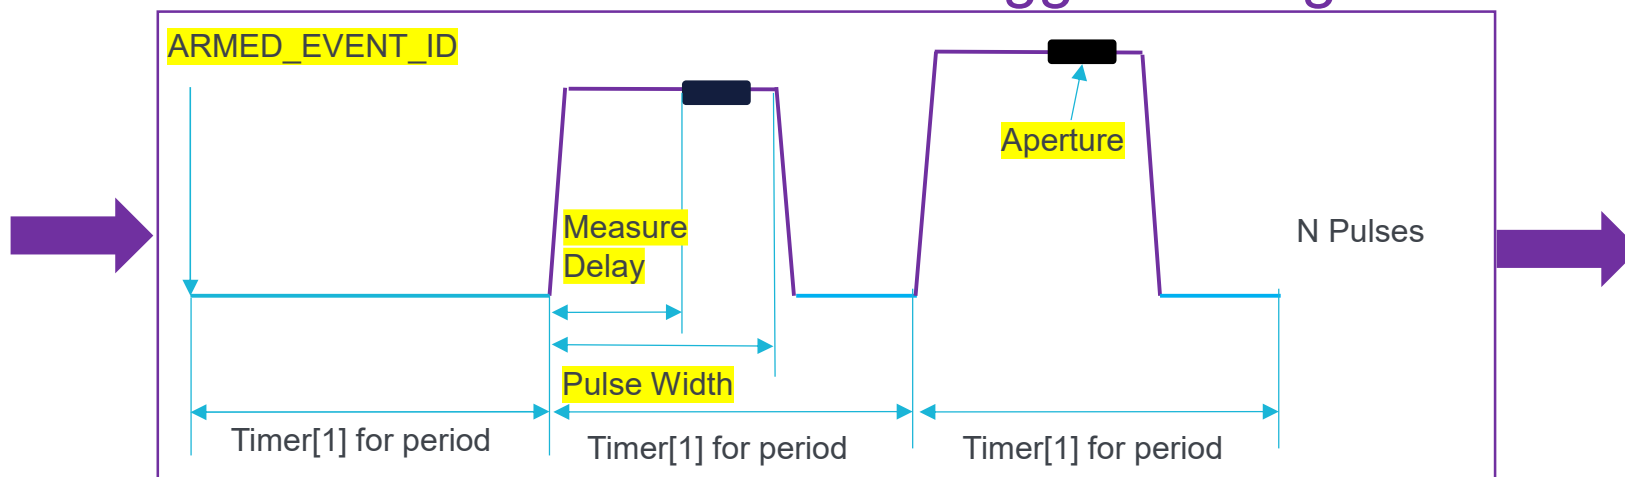 ARMED_EVENT_ID
Aperture
Measure
Delay
N Pulses
Pulse Width
Timer[1] for period
Timer[1] for period
Timer[1] for period